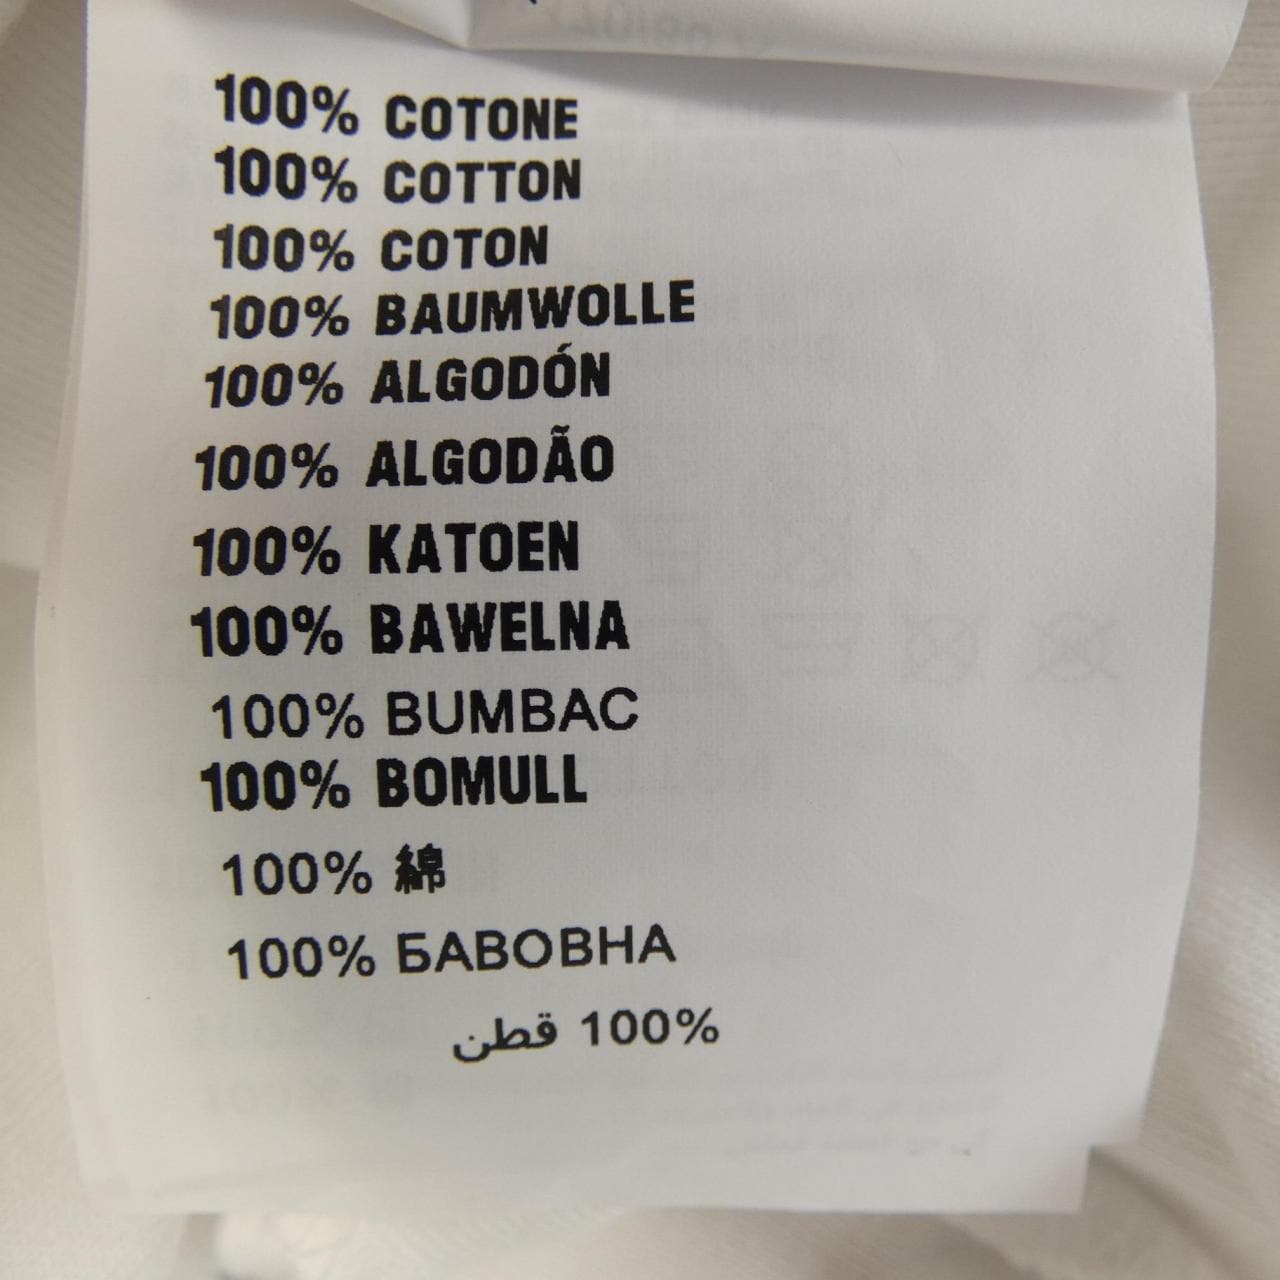 100% COTONE
100% COTTON
100% COTON
100% BAUMWOLLE
100% ALGODÓN
100% ALGODÃO
100% KATOEN
100% BAWELNA
100% BUMBAC
100% BOMULL
100% 綿
100% БАВОВНА
100% قطن